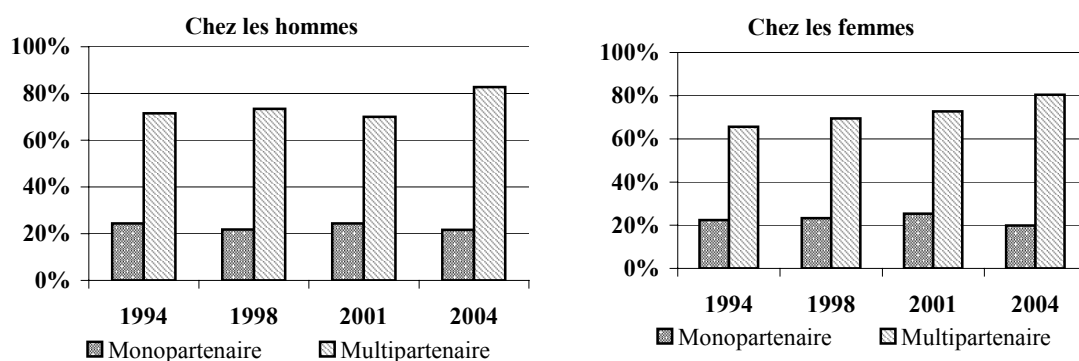 Chez les hommes
100%
80%
60%
40%
20%
0%
1994 1998 2001 2004
Monopartenaire Multipartenaire
Chez les femmes
100%
80%
60%
40%
20%
0%
1994 1998 2001 2004
Monopartenaire Multipartenaire